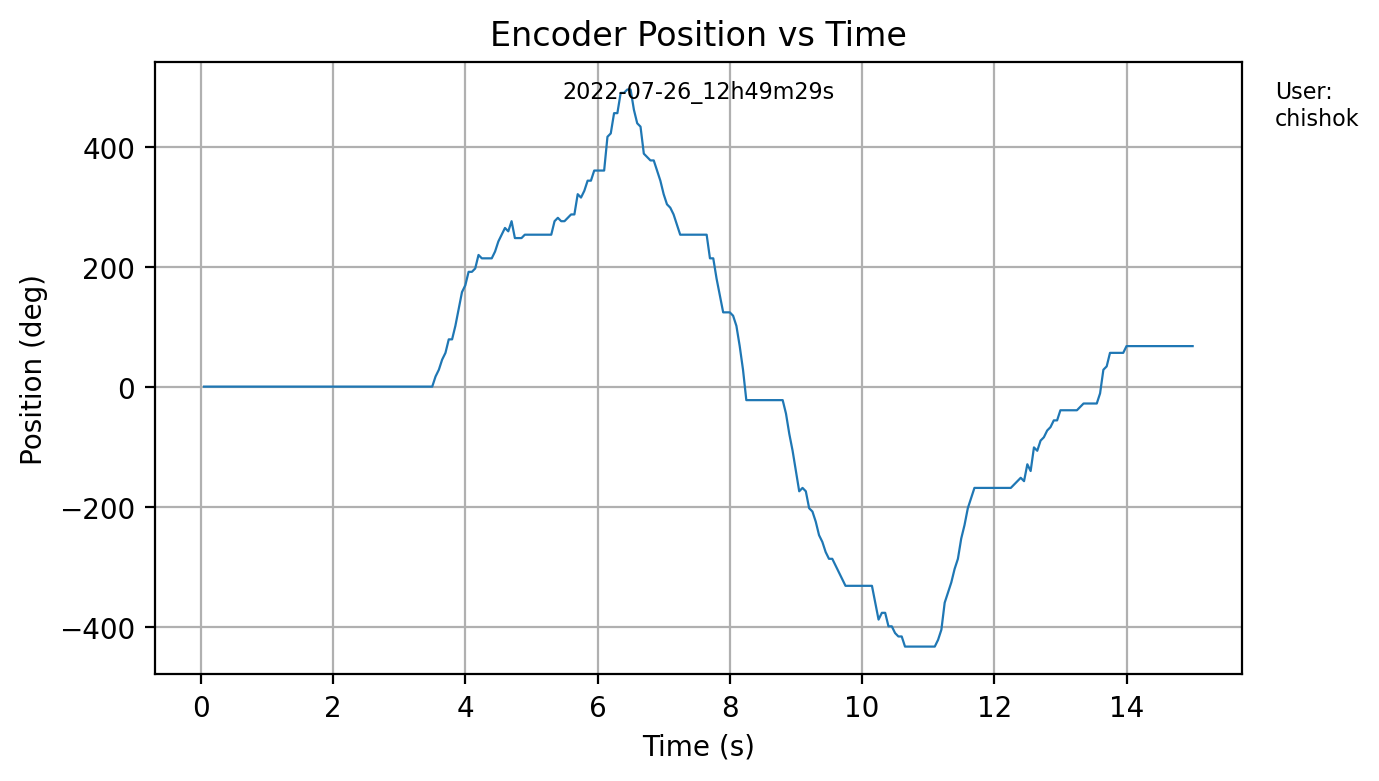 Encoder Position vs Time
2022-07-26_12h49m29s
User:
chishok
400
200
0
−200
−400
Position (deg)
0 2 4 6 8 10 12 14
Time (s)